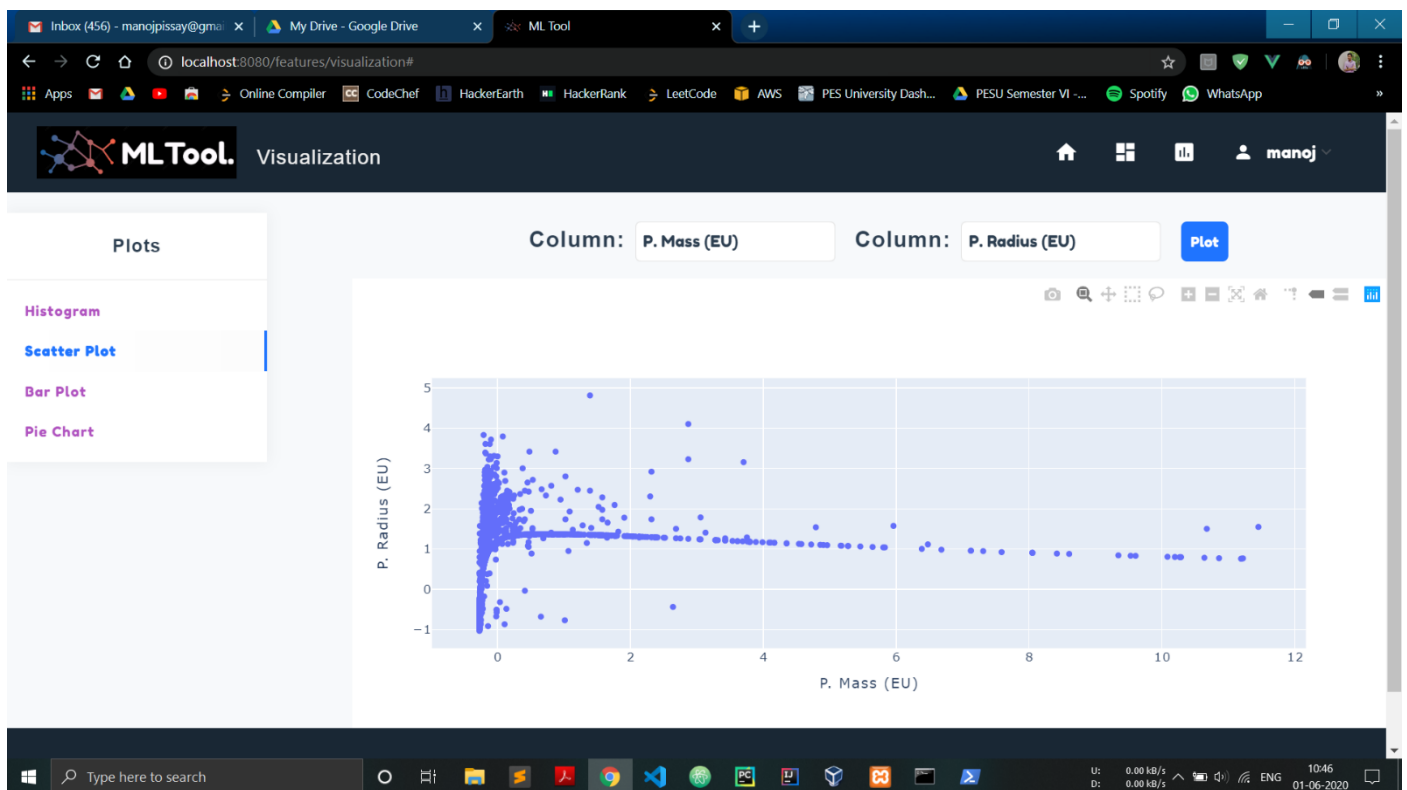 Inbox (456) - manojpissay@gmai
My Drive - Google Drive
ML Tool
localhost:8080/features/visualization#
Apps
Online Compiler
CC CodeChef
h HackerEarth
HackerRank
LeetCode
AWS
PES University Dash...
PESU Semester VI -...
Spotify
WhatsApp
»
MLTool.
Visualization
manoj
Plots
Histogram
Scatter Plot
Bar Plot
Pie Chart
Column: P. Mass (EU)
Column: P. Radius (EU)
Plot
5
4
3
2
1
0
−1
P. Radius (EU)
0 2 4 6 8 10 12
P. Mass (EU)
Type here to search
PC
IJ
U: 0.00 kB/s
D: 0.00 kB/s
ENG
10:46
01-06-2020